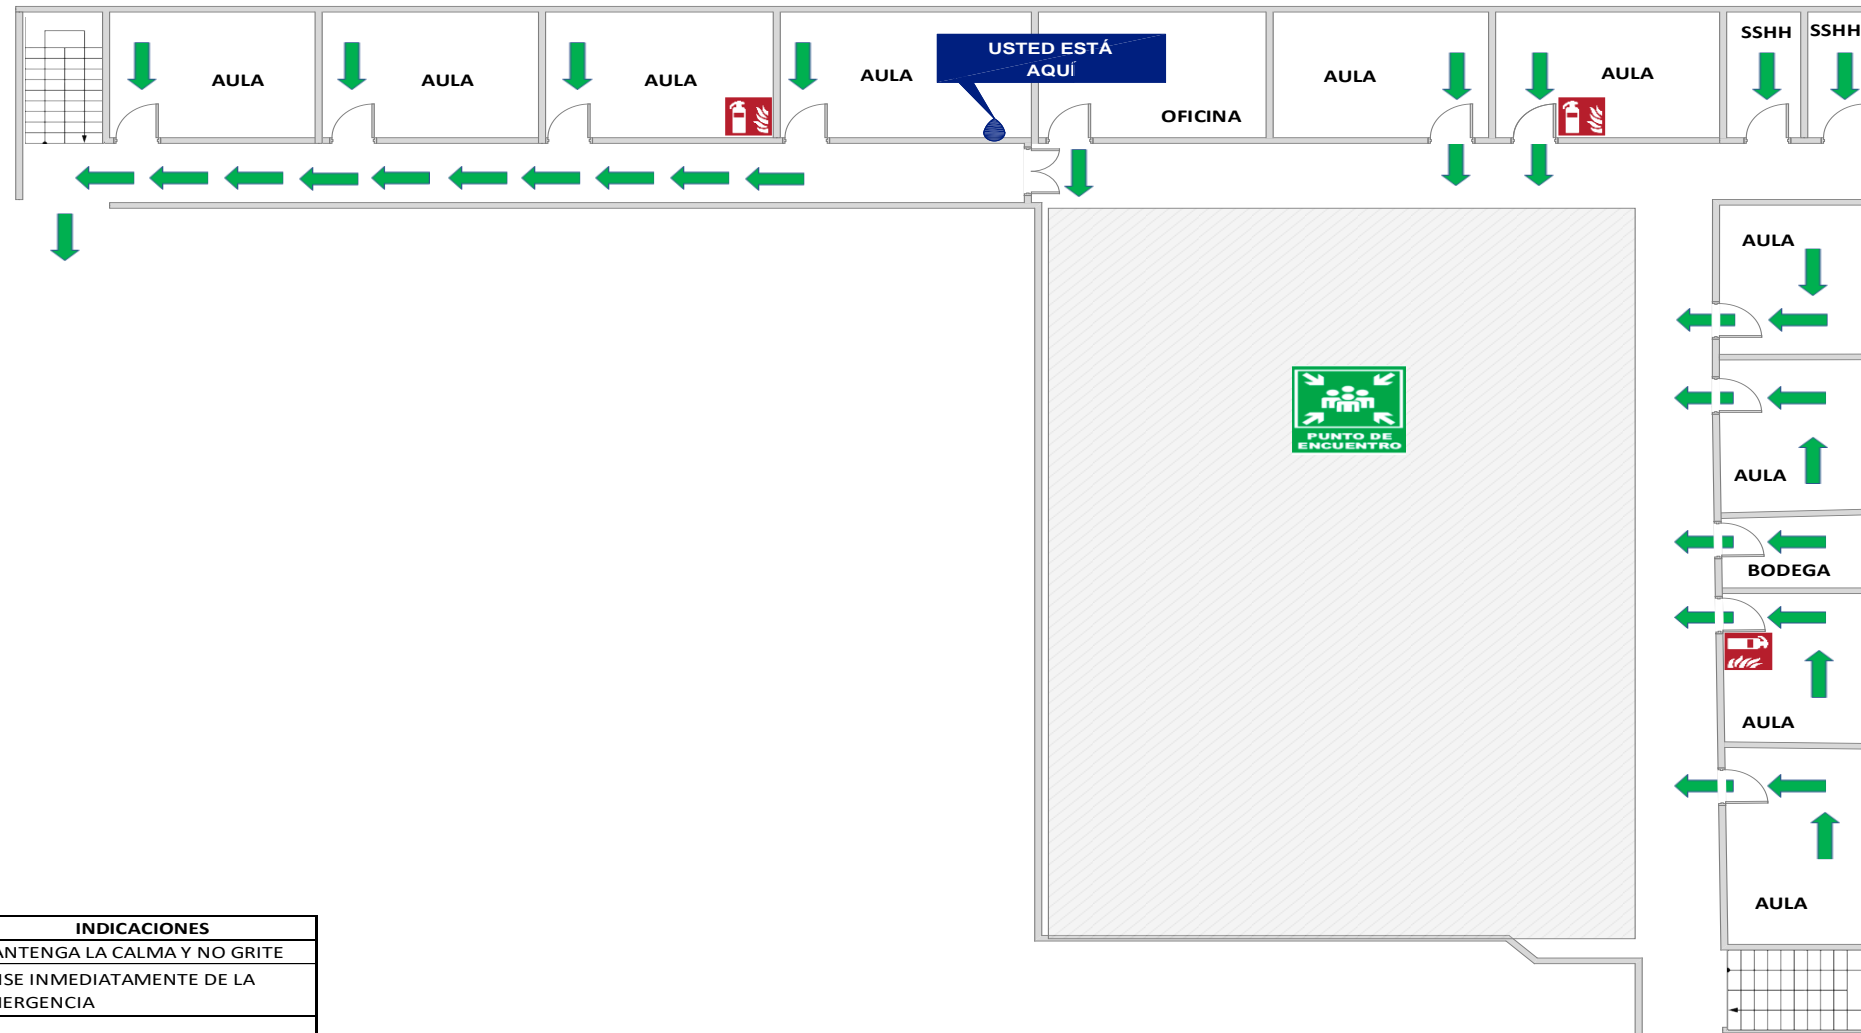 SSHH
SSHH
USTED ESTÁ
AQUÍ
AULA
AULA
AULA
AULA
AULA
AULA
OFICINA
AULA
PUNTO DE
ENCUENTRO
AULA
BODEGA
AULA
AULA
INDICACIONES
ANTENGA LA CALMA Y NO GRITE
ISE INMEDIATAMENTE DE LA
MERGENCIA